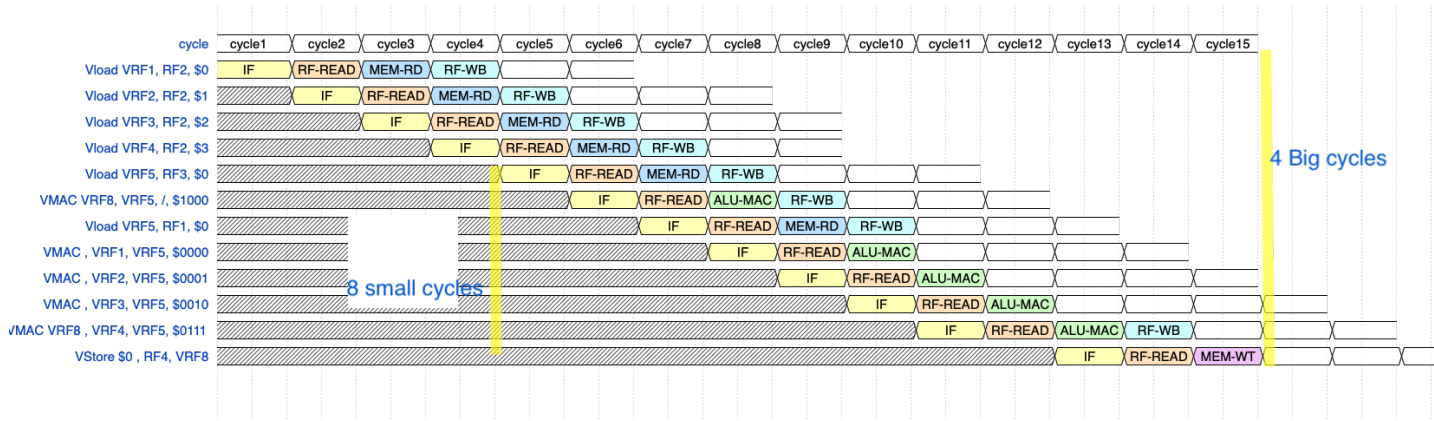 cycle cycle1 cycle2 cycle3 cycle4 cycle5 cycle6 cycle7 cycle8 cycle9 cycle10 cycle11 cycle12 cycle13 cycle14 cycle15
Vload VRF1, RF2, $0 IF RF-READ MEM-RD RF-WB
Vload VRF2, RF2, $1 IF RF-READ MEM-RD RF-WB
Vload VRF3, RF2, $2 IF RF-READ MEM-RD RF-WB
Vload VRF4, RF2, $3 IF RF-READ MEM-RD RF-WB
4 Big cycles
Vload VRF5, RF3, $0 IF RF-READ MEM-RD RF-WB
VMAC VRF8, VRF5, /, $1000 IF RF-READ ALU-MAC RF-WB
Vload VRF5, RF1, $0 IF RF-READ MEM-RD RF-WB
VMAC , VRF1, VRF5, $0000 IF RF-READ ALU-MAC
VMAC , VRF2, VRF5, $0001 IF RF-READ ALU-MAC
8 small cycles
VMAC , VRF3, VRF5, $0010 IF RF-READ ALU-MAC
VMAC VRF8 , VRF4, VRF5, $0111 IF RF-READ ALU-MAC RF-WB
VStore $0 , RF4, VRF8 IF RF-READ MEM-WT